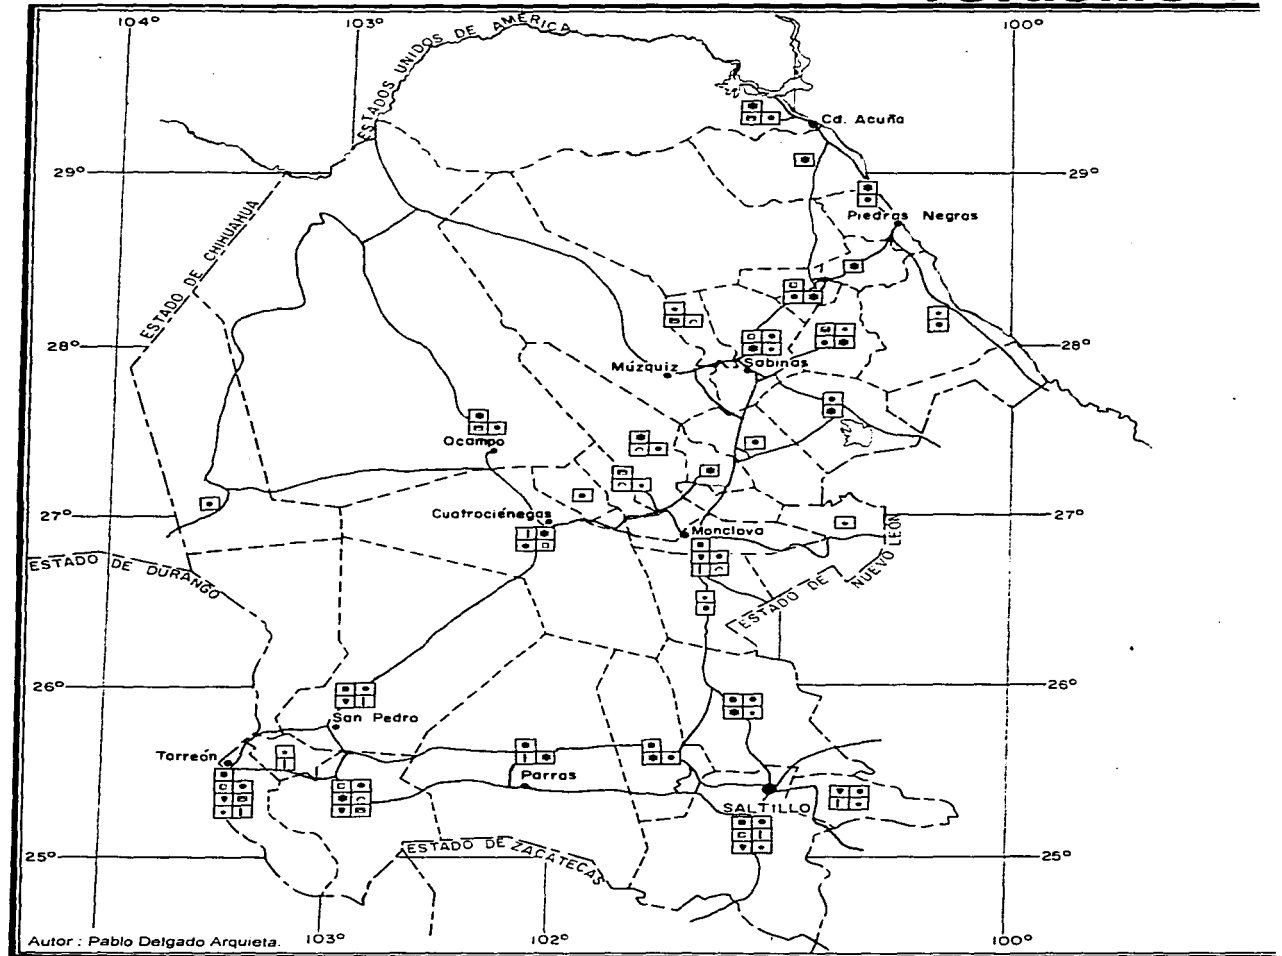 104°
103°
100°
ESTADOS UNIDOS DE AMÉRICA
Cd. Acuña
29°
29°
Piedras Negras
ESTADO DE CHIHUAHUA
28°
28°
Múzquiz
Sabinas
Ocampo
27°
27°
Cuatrociénegas
Monclova
ESTADO DE DURANGO
ESTADO DE NUEVO LEÓN
26°
26°
San Pedro
Torreón
Parras
SALTILLO
25°
25°
ESTADO DE ZACATECAS
103°
102°
100°
Autor : Pablo Delgado Arquieta.